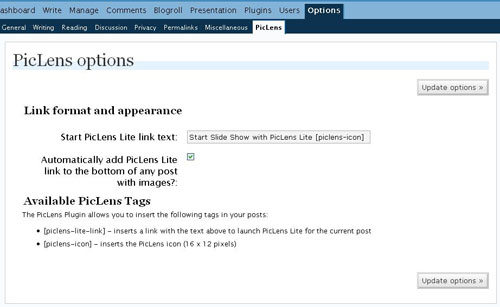 ashboard Write Manage Comments Blogroll Presentation Plugins Users Options
General Writing Reading Discussion Privacy Permalinks Miscellaneous PicLens
PicLens options
Update options »
Link format and appearance
Start PicLens Lite link text: Start Slide Show with PicLens Lite [piclens-icon]
Automatically add PicLens Lite
link to the bottom of any post
with images?:
Available PicLens Tags
The PicLens Plugin allows you to insert the following tags in your posts:
• [piclens-lite-link] – inserts a link with the text above to launch PicLens Lite for the current post
• [piclens-icon] – inserts the PicLens icon (16 x 12 pixels)
Update options »